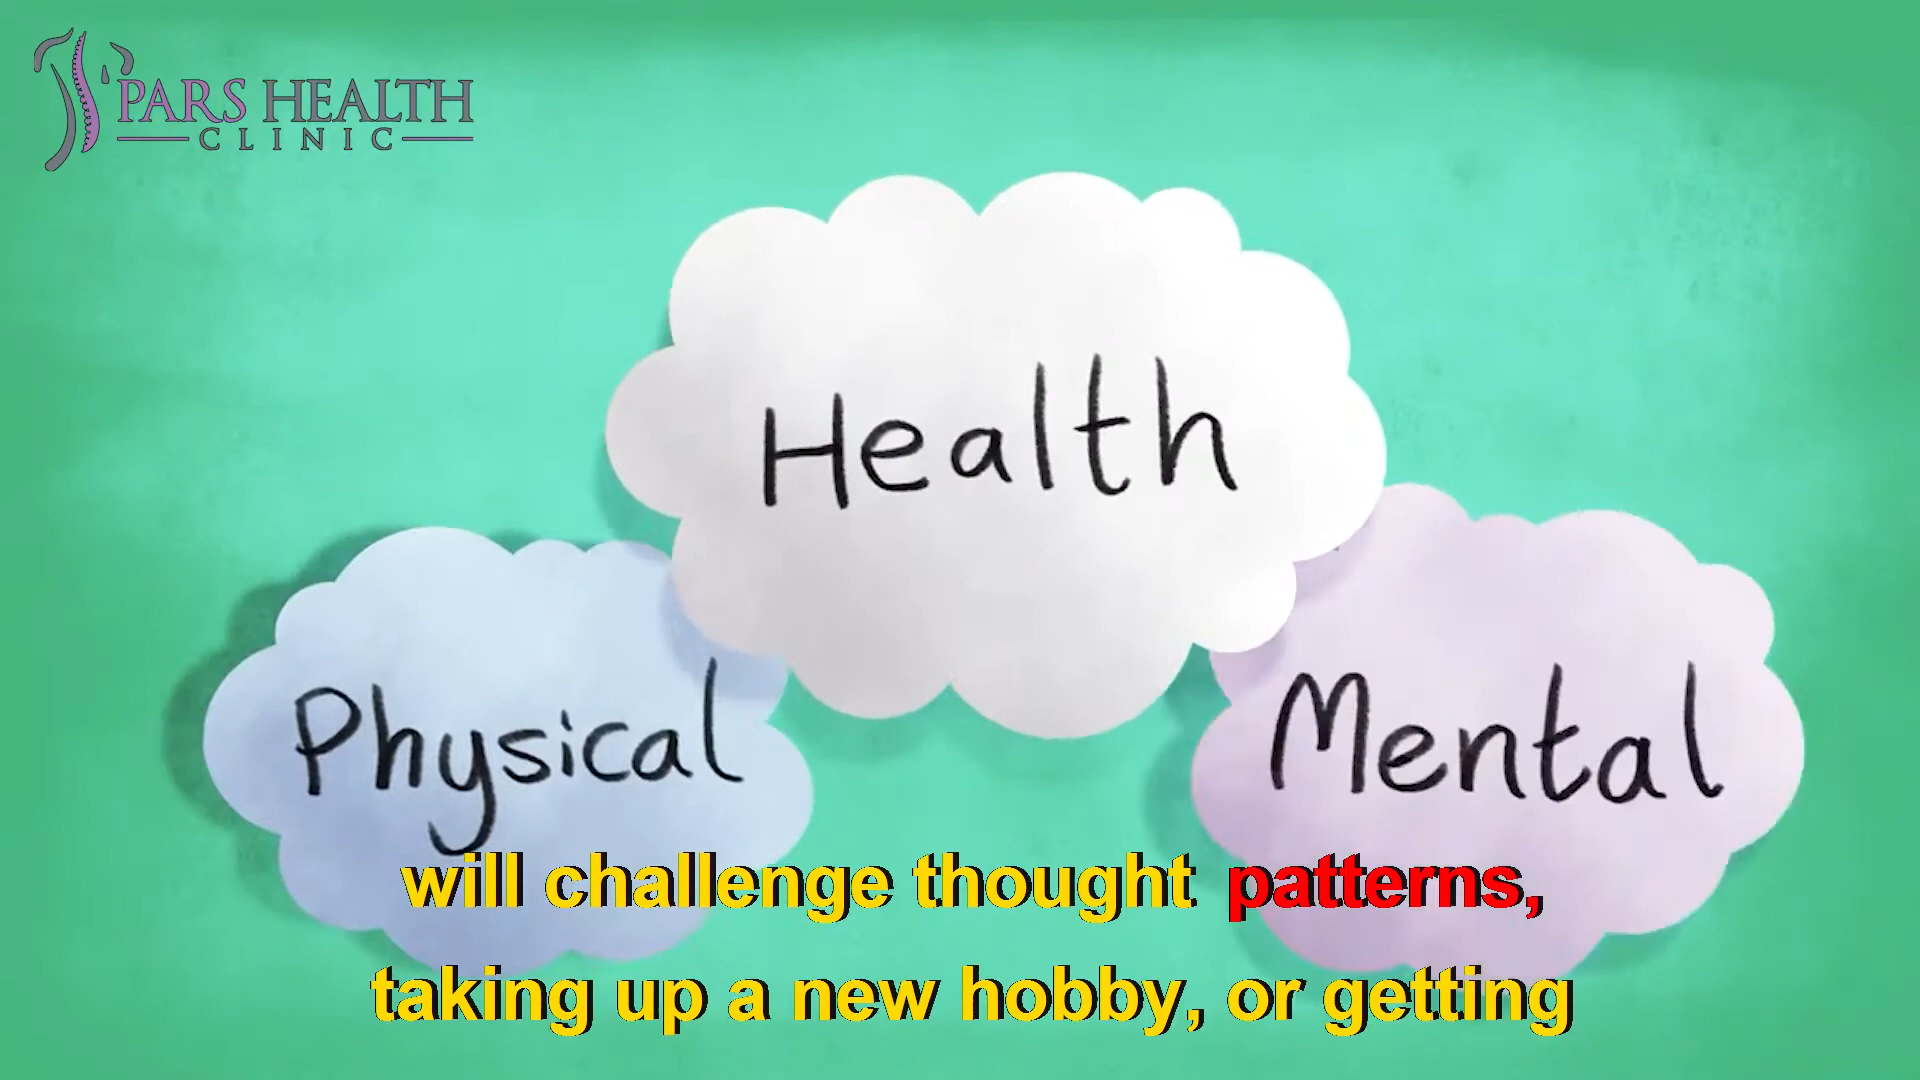 PARS HEALTH
CLINIC
Health
Physical
Mental
will challenge thought patterns,
taking up a new hobby, or getting